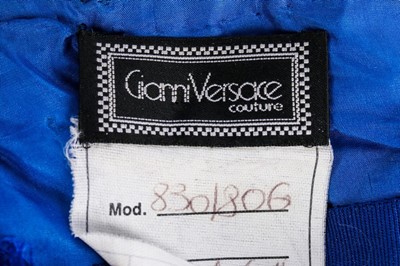 Gianni Versace
couture
Mod. 830/806